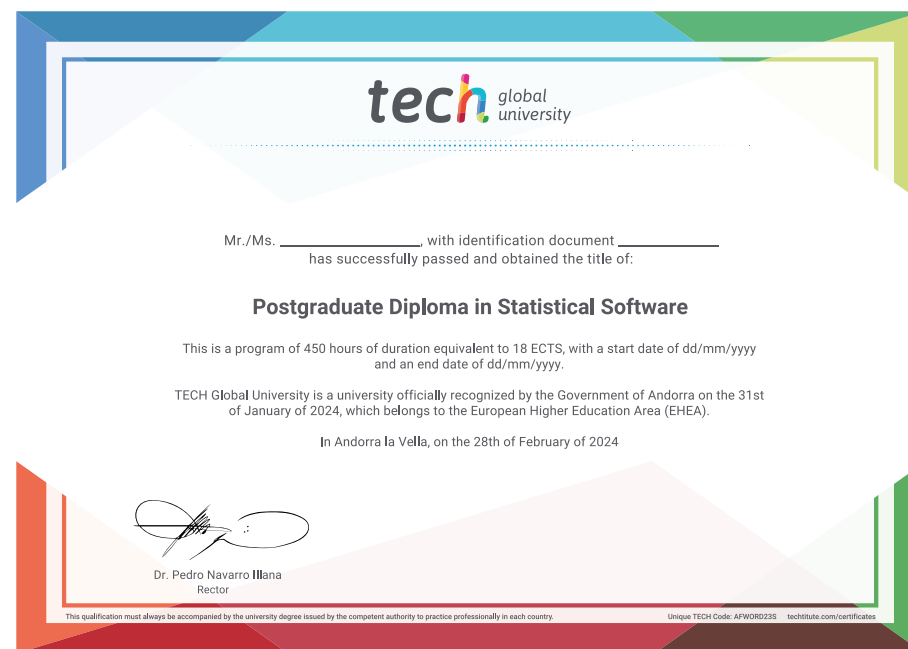 tech global
university
Mr./Ms. ____________________, with identification document ______________
has successfully passed and obtained the title of:
Postgraduate Diploma in Statistical Software
This is a program of 450 hours of duration equivalent to 18 ECTS, with a start date of dd/mm/yyyy
and an end date of dd/mm/yyyy.
TECH Global University is a university officially recognized by the Government of Andorra on the 31st
of January of 2024, which belongs to the European Higher Education Area (EHEA).
In Andorra la Vella, on the 28th of February of 2024
Dr. Pedro Navarro Illana
Rector
This qualification must always be accompanied by the university degree issued by the competent authority to practice professionally in each country.
Unique TECH Code: AFWORD23S techtitute.com/certificates